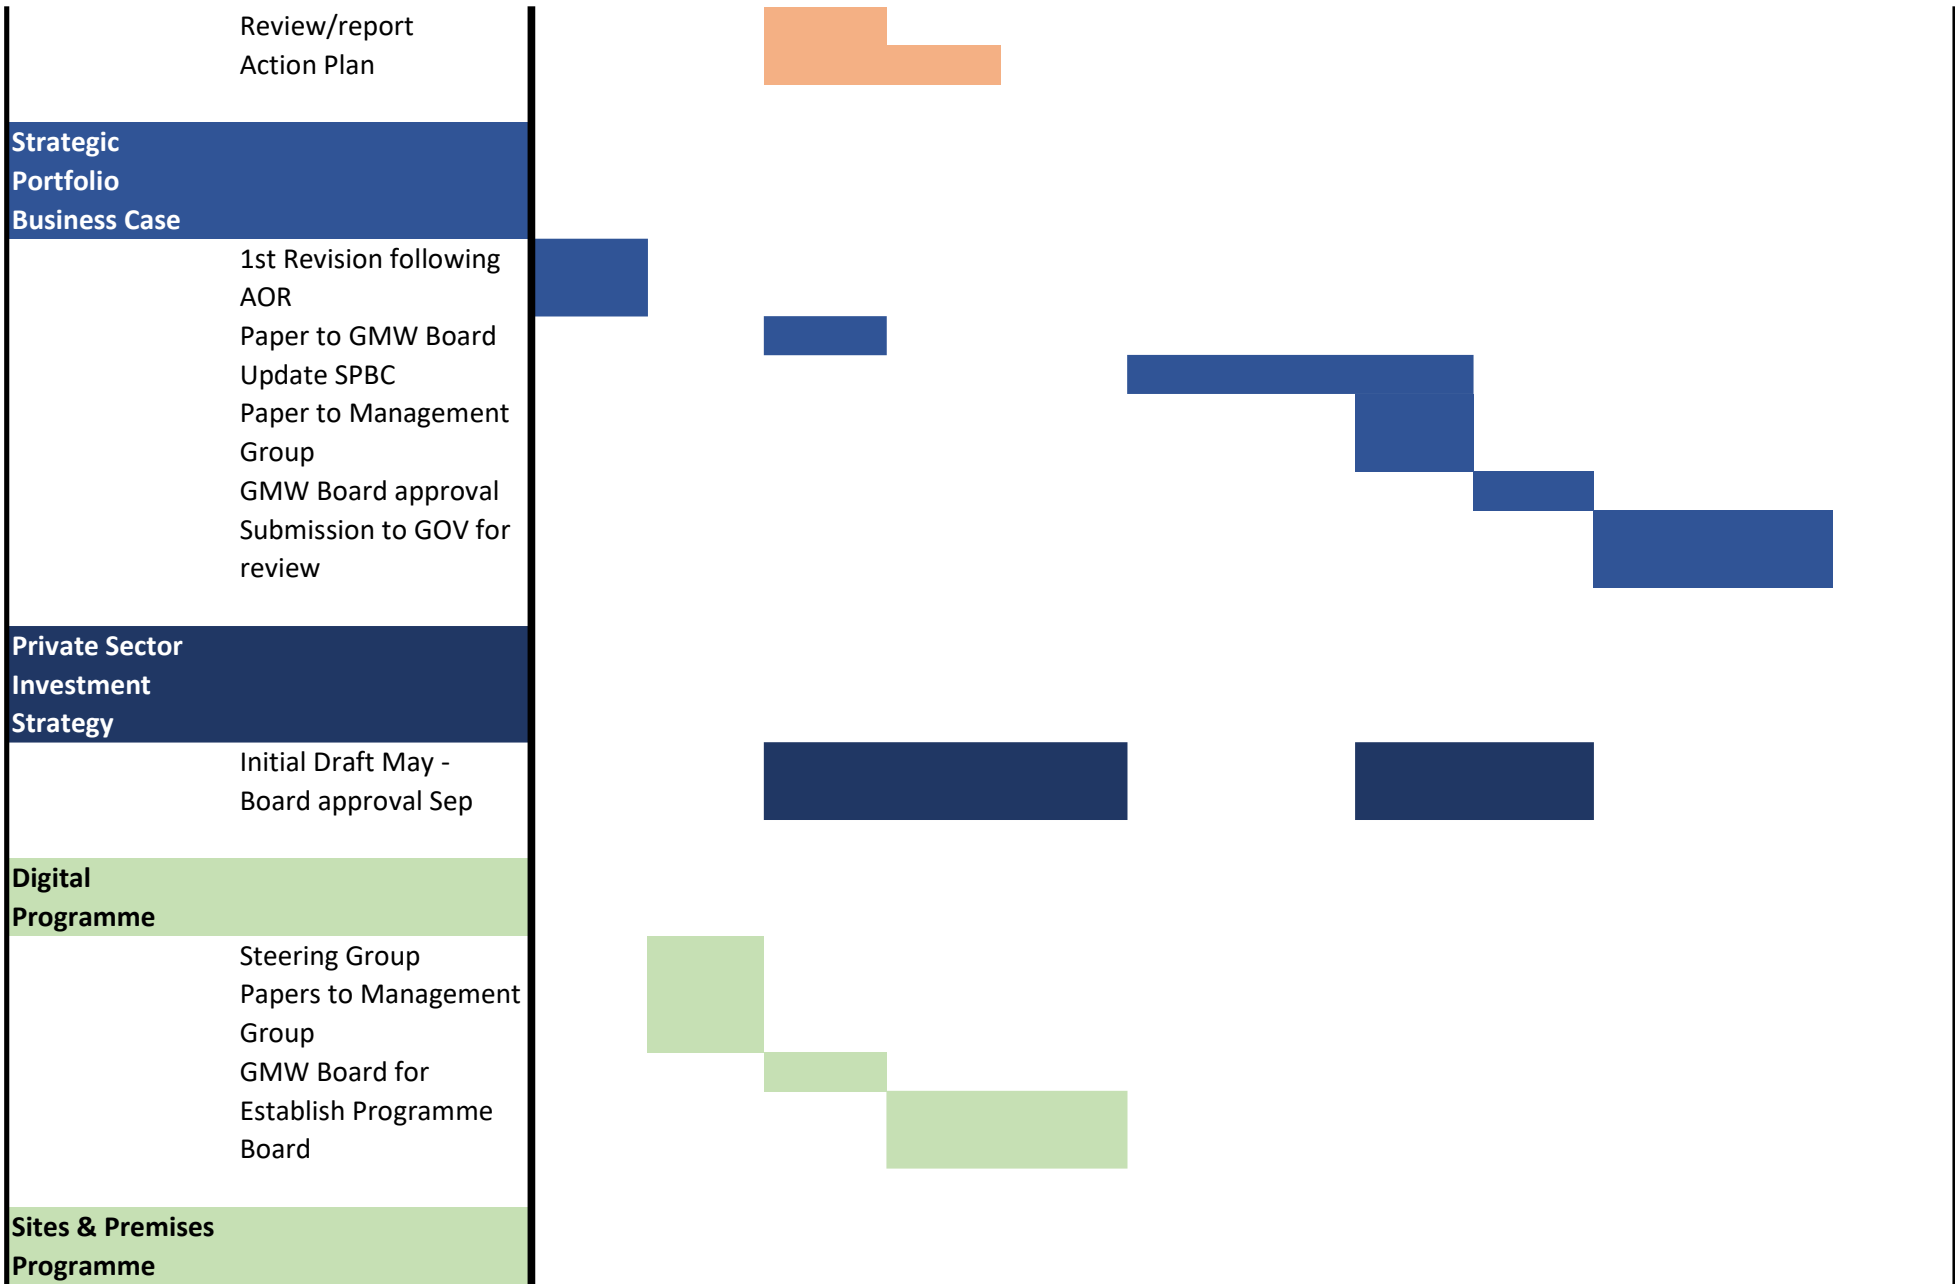 Review/report
Action Plan
Strategic
Portfolio
Business Case
1st Revision following
AOR
Paper to GMW Board
Update SPBC
Paper to Management
Group
GMW Board approval
Submission to GOV for
review
Private Sector
Investment
Strategy
Initial Draft May -
Board approval Sep
Digital
Programme
Steering Group
Papers to Management
Group
GMW Board for
Establish Programme
Board
Sites & Premises
Programme